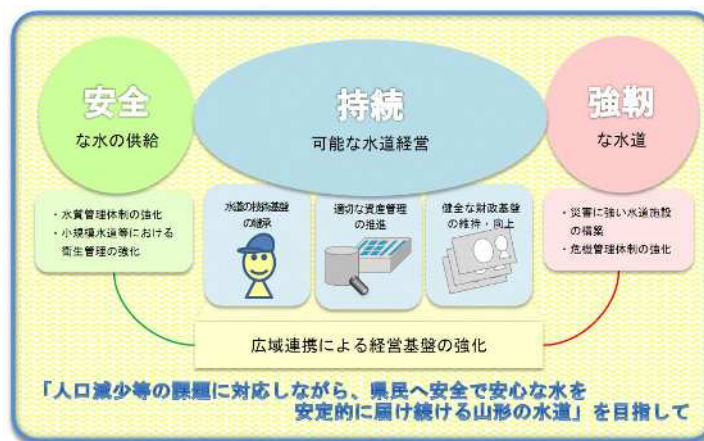 安全
な水の供給
持続
可能な水道経営
強靭
な水道
・水質管理体制の強化
・小規模水道等における
衛生管理の強化
水道の技術基盤
の継承
適切な資産管理
の推進
健全な財政基盤
の維持・向上
・災害に強い水道施設
の構築
・危機管理体制の強化
広域連携による経営基盤の強化
「人口減少等の課題に対応しながら、県民へ安全で安心な水を
安定的に届け続ける山形の水道」を目指して